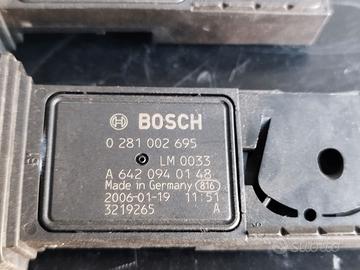 BOSCH
0 281 002 695
LM 0033
A 642 094 01 48
Made in Germany 816
2006-01-19 11:51
3219265 A
subito